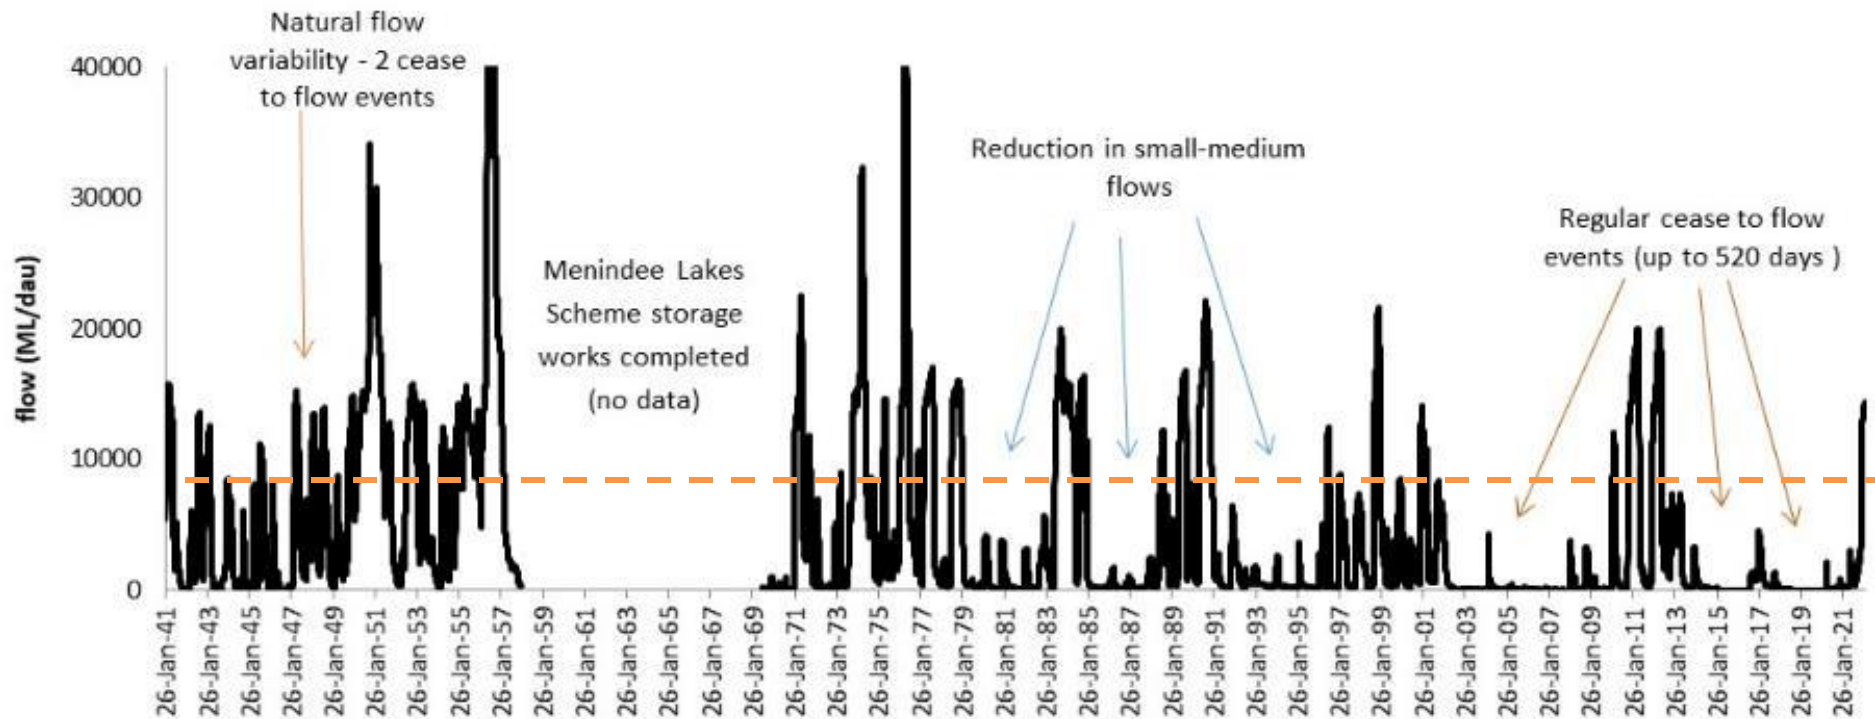 Natural flow
variability - 2 cease
to flow events
40000
30000
20000
10000
0
flow (ML/dau)
Menindee Lakes
Scheme storage
works completed
(no data)
Reduction in small-medium
flows
Regular cease to flow
events (up to 520 days )
26-Jan-41
26-Jan-43
26-Jan-45
26-Jan-47
26-Jan-49
26-Jan-51
26-Jan-53
26-Jan-55
26-Jan-57
26-Jan-59
26-Jan-61
26-Jan-63
26-Jan-65
26-Jan-67
26-Jan-69
26-Jan-71
26-Jan-73
26-Jan-75
26-Jan-77
26-Jan-79
26-Jan-81
26-Jan-83
26-Jan-85
26-Jan-87
26-Jan-89
26-Jan-91
26-Jan-93
26-Jan-95
26-Jan-97
26-Jan-99
26-Jan-01
26-Jan-03
26-Jan-05
26-Jan-07
26-Jan-09
26-Jan-11
26-Jan-13
26-Jan-15
26-Jan-17
26-Jan-19
26-Jan-21